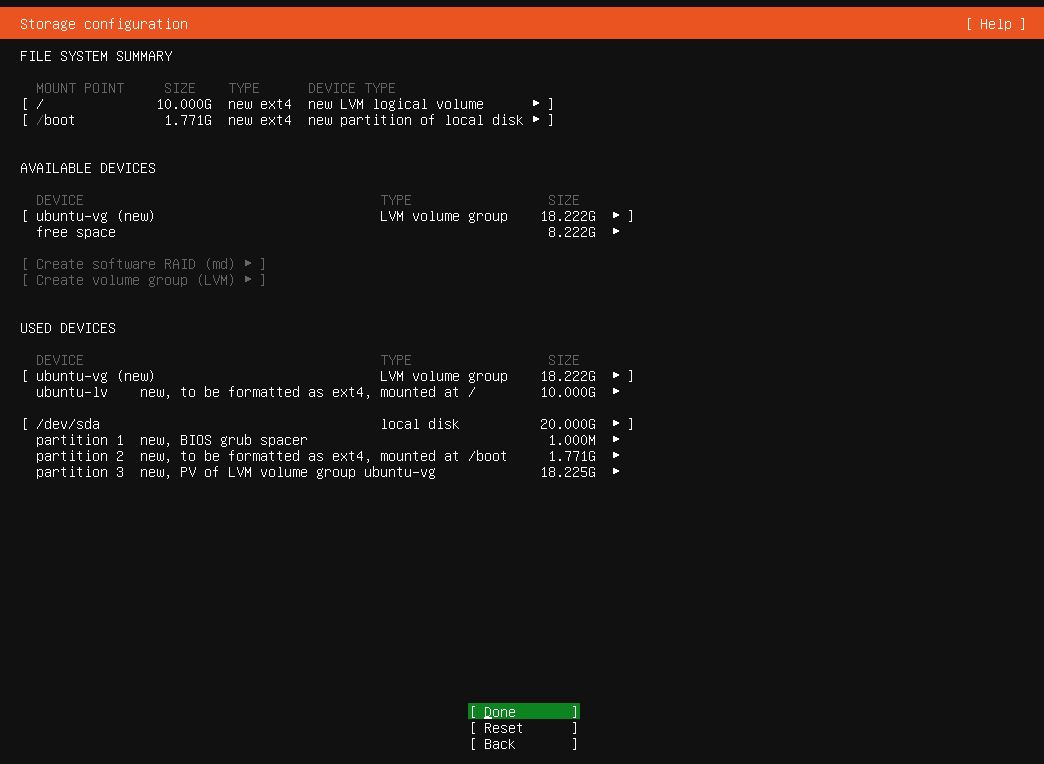 Storage configuration [ Help ]
FILE SYSTEM SUMMARY
MOUNT POINT SIZE TYPE DEVICE TYPE
[ / 10.000G new ext4 new LVM logical volume ▸ ]
[ /boot 1.771G new ext4 new partition of local disk ▸ ]
AVAILABLE DEVICES
DEVICE TYPE SIZE
[ ubuntu-vg (new) LVM volume group 18.222G ▸ ]
free space 8.222G ▸
[ Create software RAID (md) ▸ ]
[ Create volume group (LVM) ▸ ]
USED DEVICES
DEVICE TYPE SIZE
[ ubuntu-vg (new) LVM volume group 18.222G ▸ ]
ubuntu-lv new, to be formatted as ext4, mounted at / 10.000G ▸
[ /dev/sda local disk 20.000G ▸ ]
partition 1 new, BIOS grub spacer 1.000M ▸
partition 2 new, to be formatted as ext4, mounted at /boot 1.771G ▸
partition 3 new, PV of LVM volume group ubuntu-vg 18.225G ▸
[ Done ]
[ Reset ]
[ Back ]